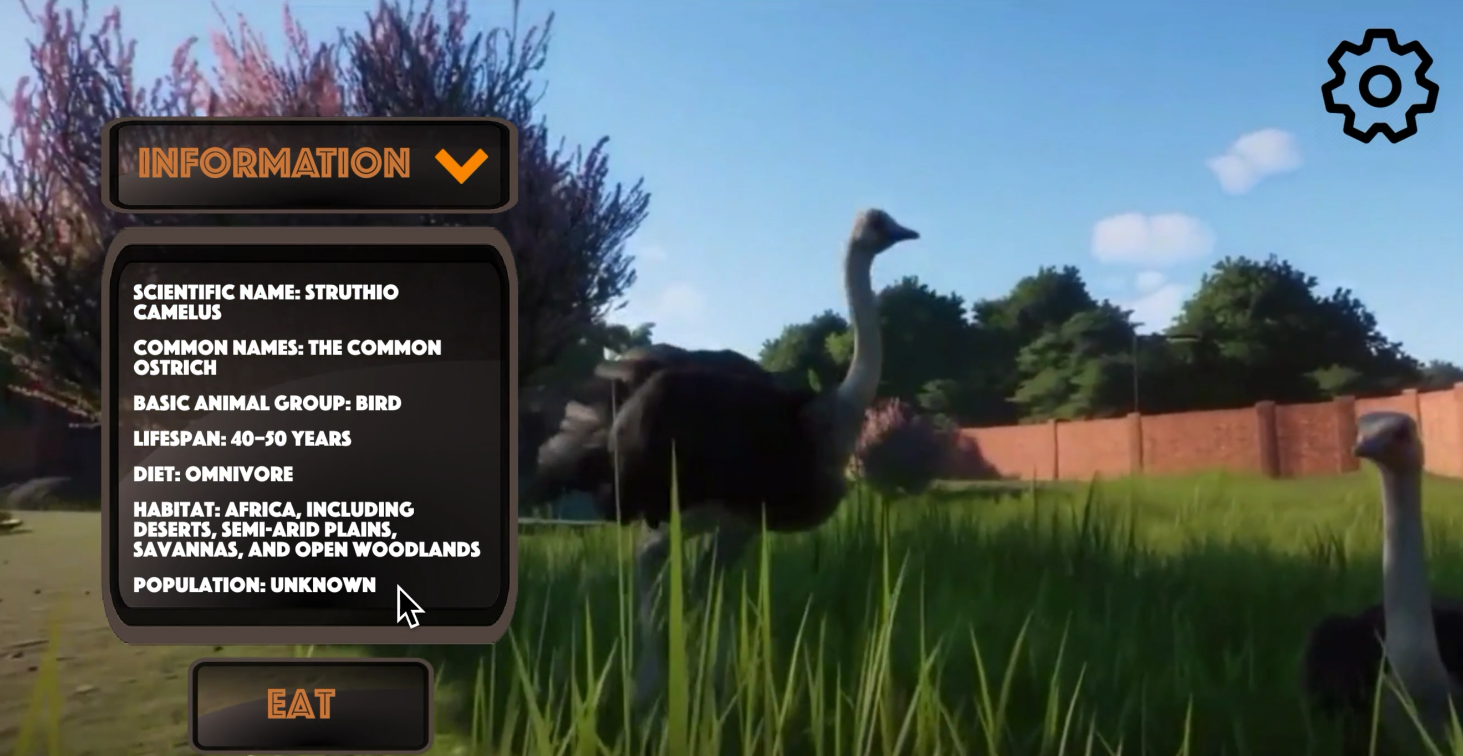 INFORMATION
SCIENTIFIC NAME: STRUTHIO
CAMELUS
COMMON NAMES: THE COMMON
OSTRICH
BASIC ANIMAL GROUP: BIRD
LIFESPAN: 40–50 YEARS
DIET: OMNIVORE
HABITAT: AFRICA, INCLUDING
DESERTS, SEMI-ARID PLAINS,
SAVANNAS, AND OPEN WOODLANDS
POPULATION: UNKNOWN
EAT